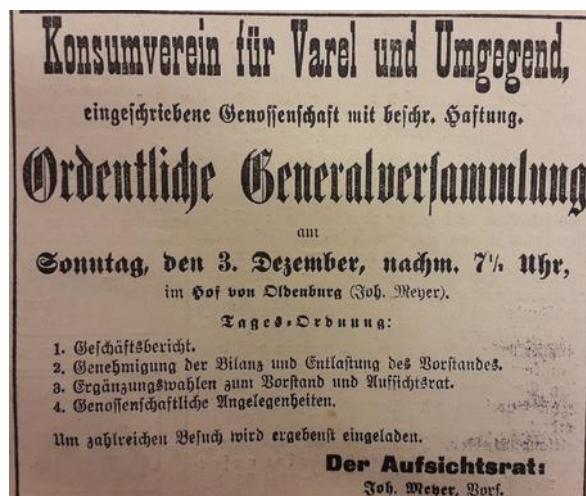 Konsumverein für Varel und Umgegend,
eingeschriebene Genossenschaft mit beschr. Haftung.
Ordentliche Generalversammlung
am
Sonntag, den 3. Dezember, nachm. 7½ Uhr,
im Hof von Oldenburg (Joh. Meyer).
Tages-Ordnung:
1. Geschäftsbericht.
2. Genehmigung der Bilanz und Entlastung des Vorstandes.
3. Ergänzungswahlen zum Vorstand und Aufsichtsrat.
4. Genossenschaftliche Angelegenheiten.
Um zahlreichen Besuch wird ergebenst eingeladen.
Der Aufsichtsrat:
Joh. Meyer, Vors.